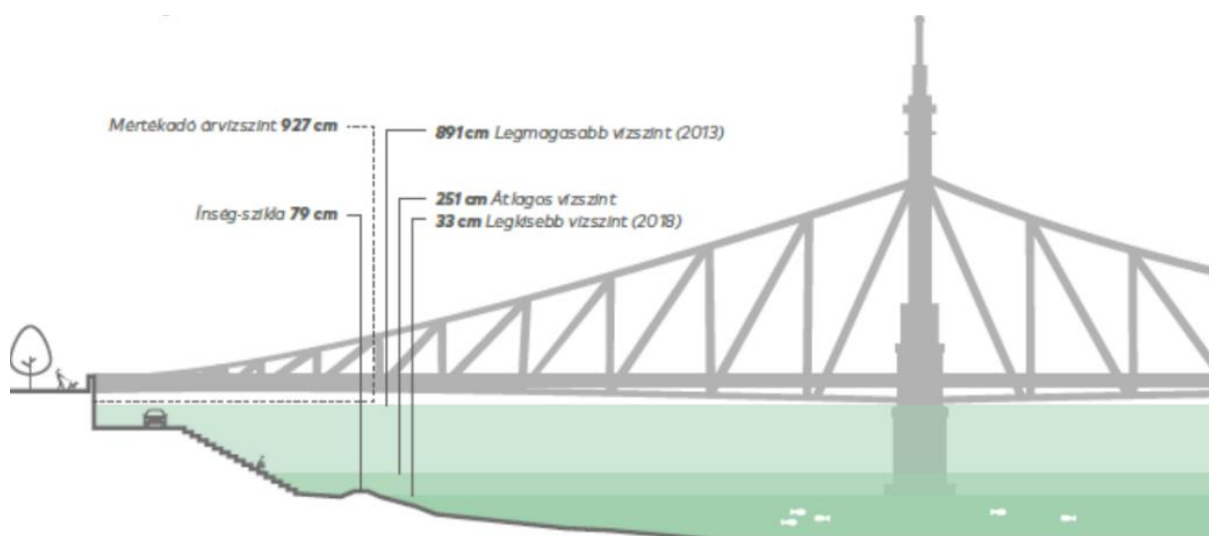 Mértékadó árvízszint 927 cm
891 cm Legmagasabb vízszint (2013)
251 cm Átlagos vízszint
Ínség-szikla 79 cm
33 cm Legkisebb vízszint (2018)